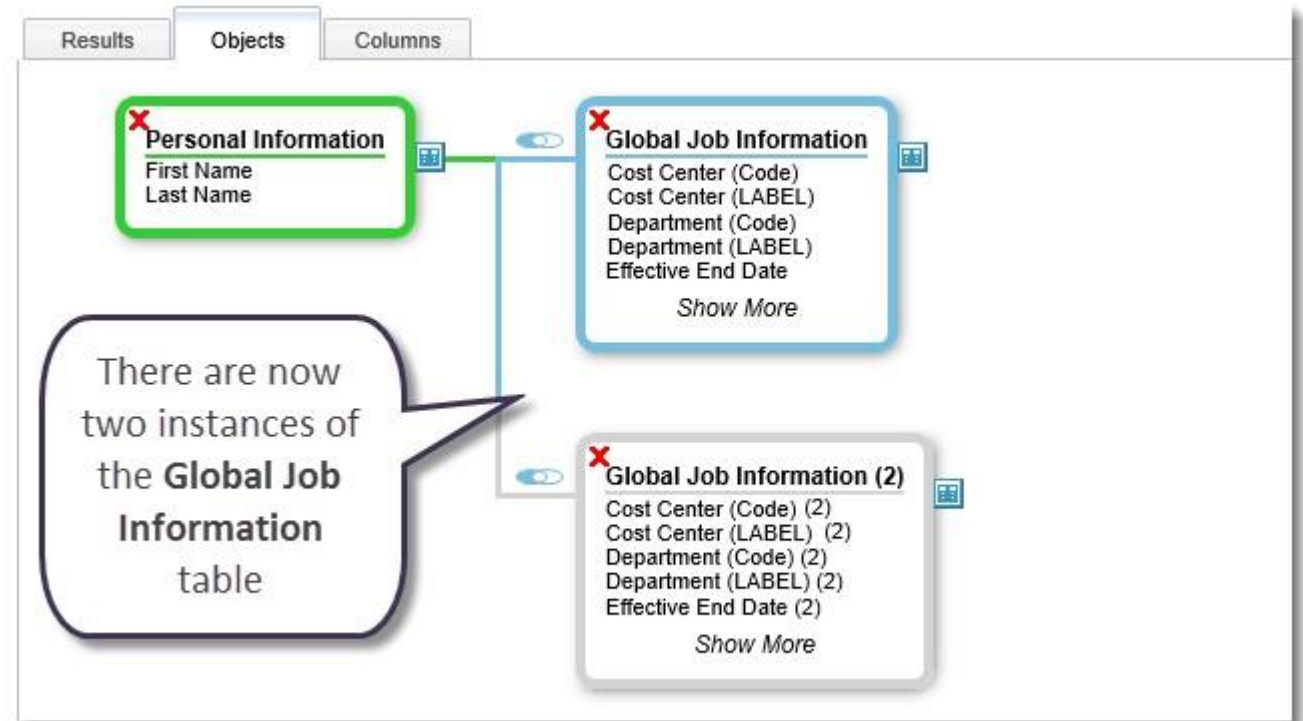 Results
Objects
Columns
Personal Information
First Name
Last Name
Global Job Information
Cost Center (Code)
Cost Center (LABEL)
Department (Code)
Department (LABEL)
Effective End Date
Show More
There are now
two instances of
the Global Job
Information
table
Global Job Information (2)
Cost Center (Code) (2)
Cost Center (LABEL) (2)
Department (Code) (2)
Department (LABEL) (2)
Effective End Date (2)
Show More